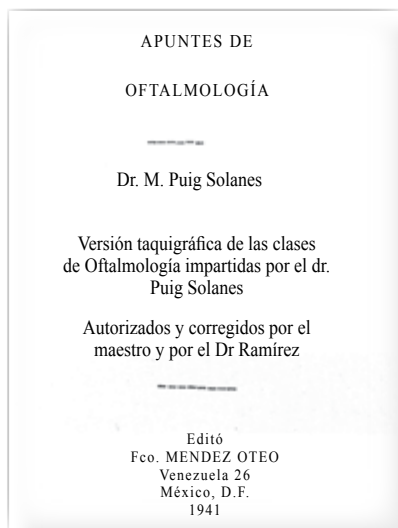 APUNTES DE
OFTALMOLOGÍA
Dr. M. Puig Solanes
Versión taquigráfica de las clases
de Oftalmología impartidas por el dr.
Puig Solanes
Autorizados y corregidos por el
maestro y por el Dr Ramírez
Editó
Fco. MENDEZ OTEO
Venezuela 26
México, D.F.
1941